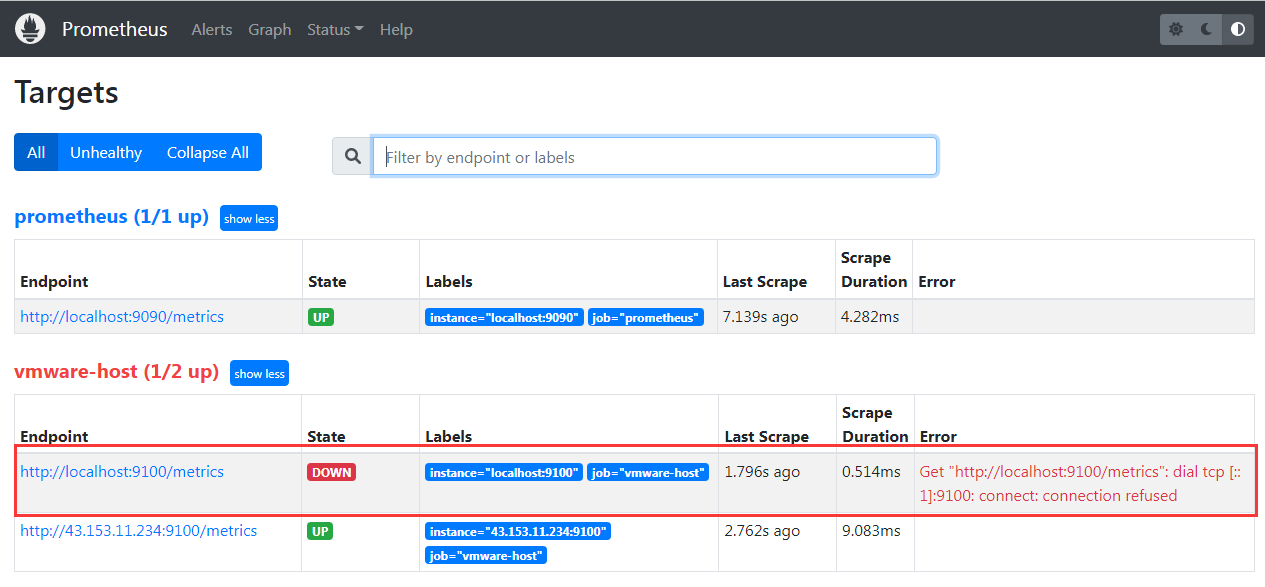 Prometheus Alerts Graph Status Help
Targets
All Unhealthy Collapse All
Filter by endpoint or labels
prometheus (1/1 up) show less
Endpoint State Labels Last Scrape Scrape Duration Error
http://localhost:9090/metrics UP instance="localhost:9090" job="prometheus" 7.139s ago 4.282ms
vmware-host (1/2 up) show less
Endpoint State Labels Last Scrape Scrape Duration Error
http://localhost:9100/metrics DOWN instance="localhost:9100" job="vmware-host" 1.796s ago 0.514ms Get "http://localhost:9100/metrics": dial tcp [::
1]:9100: connect: connection refused
http://43.153.11.234:9100/metrics UP instance="43.153.11.234:9100" 2.762s ago 9.083ms
job="vmware-host"